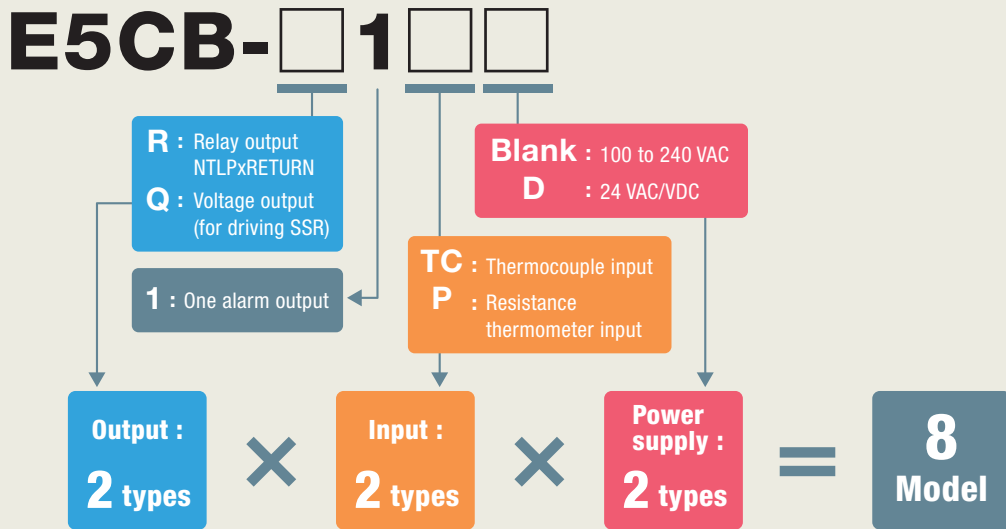 E5CB-□1□□
R : Relay output
NTLPxRETURN
Q : Voltage output
(for driving SSR)
1 : One alarm output
Blank : 100 to 240 VAC
D : 24 VAC/VDC
TC : Thermocouple input
P : Resistance
thermometer input
Output :
2 types
×
Input :
2 types
×
Power
supply :
2 types
=
8
Model